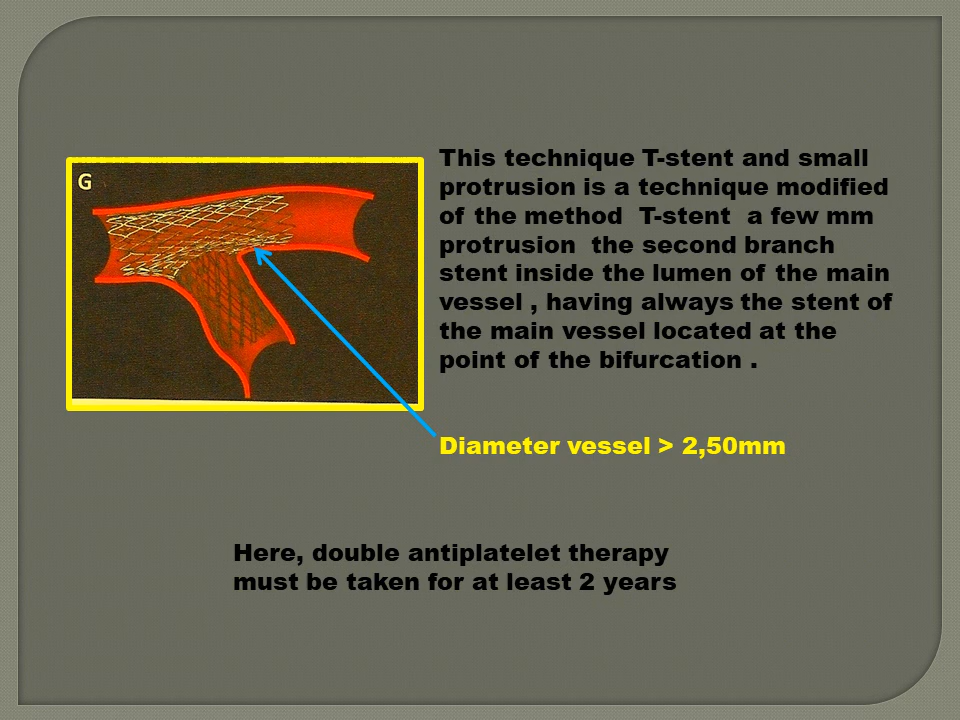 G
This technique T-stent and small
protrusion is a technique modified
of the method T-stent a few mm
protrusion the second branch
stent inside the lumen of the main
vessel , having always the stent of
the main vessel located at the
point of the bifurcation .
Diameter vessel > 2,50mm
Here, double antiplatelet therapy
must be taken for at least 2 years